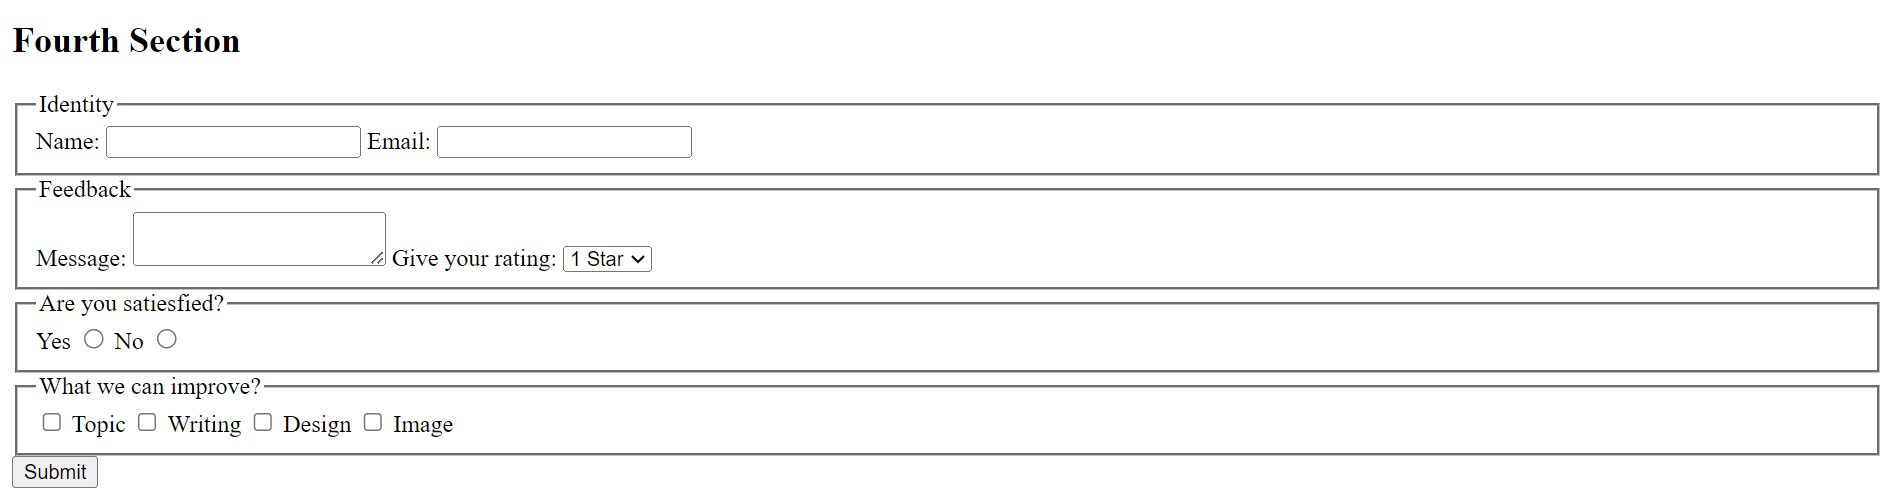 Fourth Section
Identity
Name: Email:
Feedback
Message: Give your rating: 1 Star
Are you satiesfied?
Yes No
What we can improve?
Topic Writing Design Image
Submit